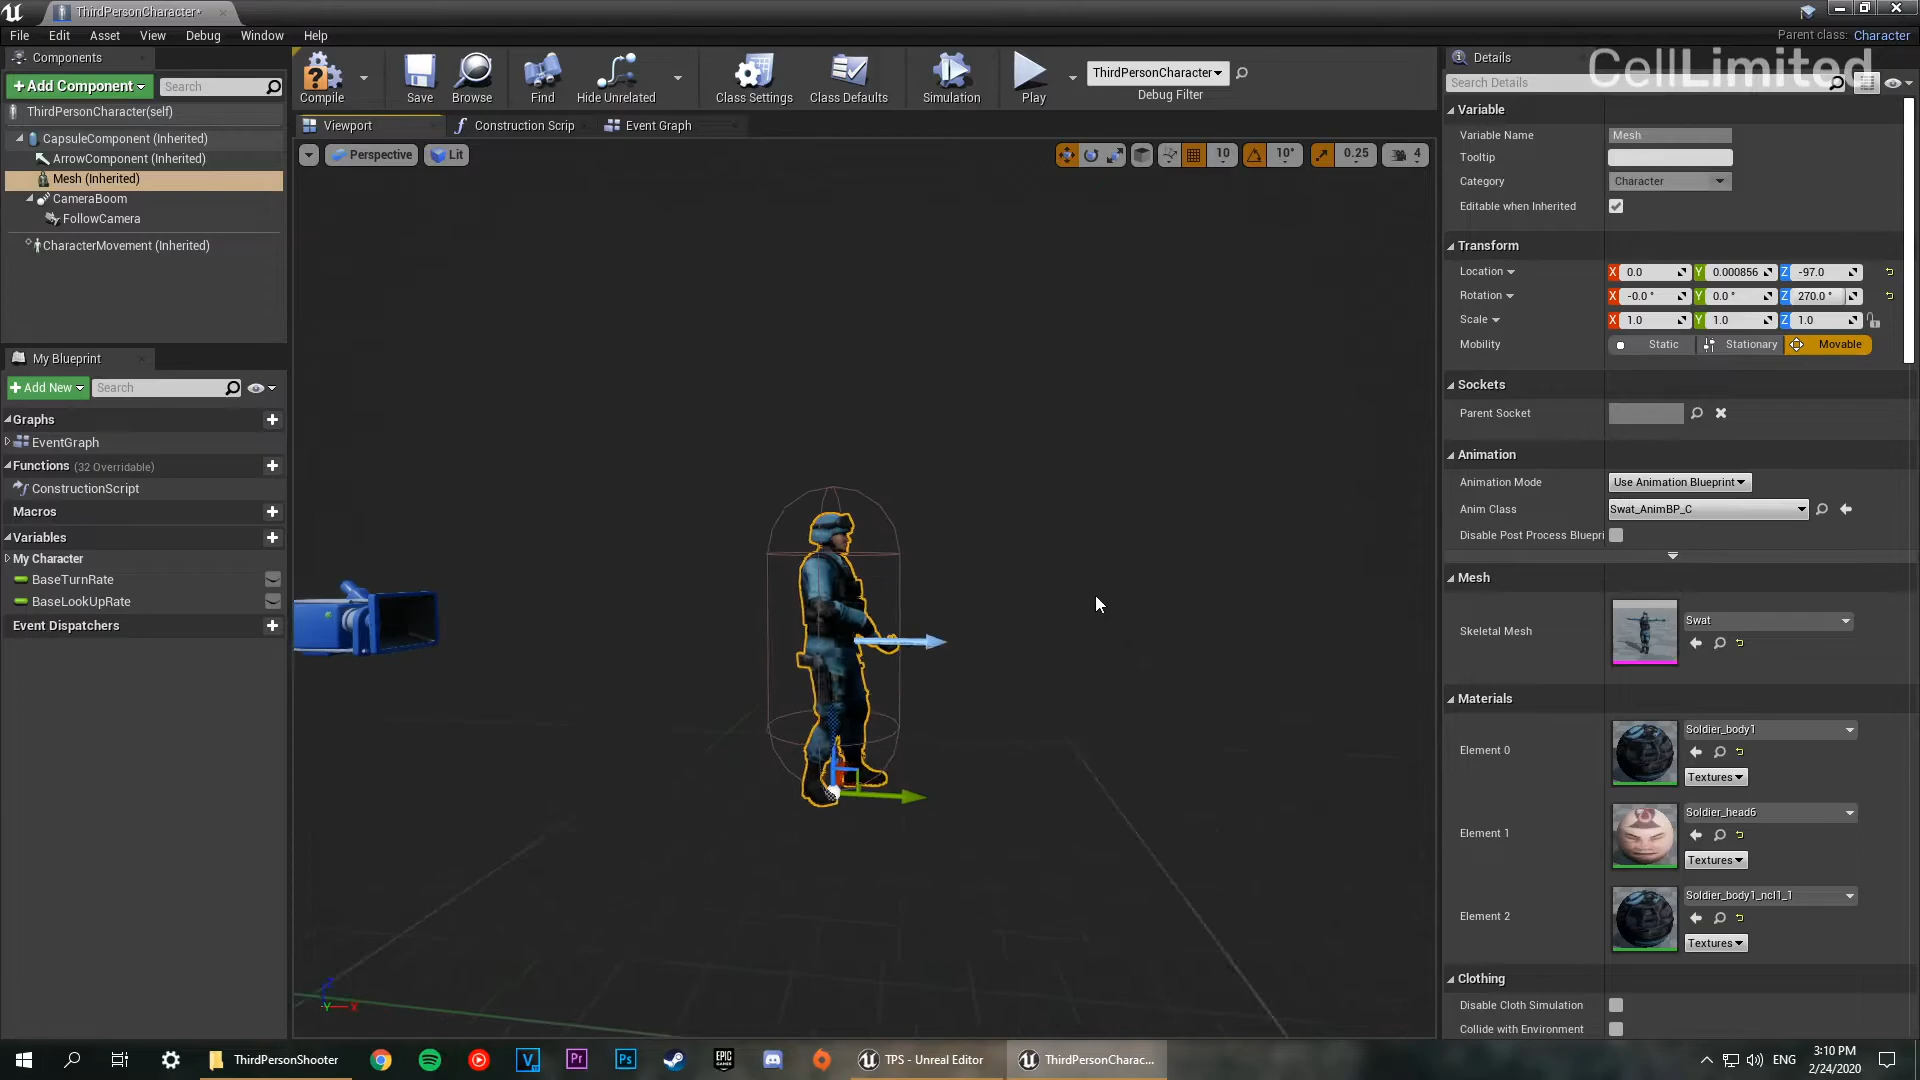 ThirdPersonCharacter*
File Edit Asset View Debug Window Help
Parent class: Character
Components
+ Add Component
Search
ThirdPersonCharacter(self)
CapsuleComponent (Inherited)
ArrowComponent (Inherited)
Mesh (Inherited)
CameraBoom
FollowCamera
CharacterMovement (Inherited)
My Blueprint
+ Add New
Search
Graphs
EventGraph
Functions (32 Overridable)
ConstructionScript
Macros
Variables
My Character
BaseTurnRate
BaseLookUpRate
Event Dispatchers
Compile Save Browse Find Hide Unrelated Class Settings Class Defaults Simulation Play
ThirdPersonCharacter
Debug Filter
Viewport Construction Scrip Event Graph
Perspective Lit
10 10° 0.25 4
Details
CellLimited
Search Details
Variable
Variable Name Mesh
Tooltip
Category Character
Editable when Inherited
Transform
Location X 0.0 Y 0.000856 Z -97.0
Rotation X -0.0 ° Y 0.0 ° Z 270.0 °
Scale X 1.0 Y 1.0 Z 1.0
Mobility Static Stationary Movable
Sockets
Parent Socket
Animation
Animation Mode Use Animation Blueprint
Anim Class Swat_AnimBP_C
Disable Post Process Bluepri
Mesh
Skeletal Mesh Swat
Materials
Element 0 Soldier_body1
Textures
Element 1 Soldier_head6
Textures
Element 2 Soldier_body1_ncl1_1
Textures
Clothing
Disable Cloth Simulation
Collide with Environment
Z
Y X
ThirdPersonShooter
V
Pr
Ps
EPIC GAMES
TPS - Unreal Editor
ThirdPersonCharac...
ENG
3:10 PM
2/24/2020